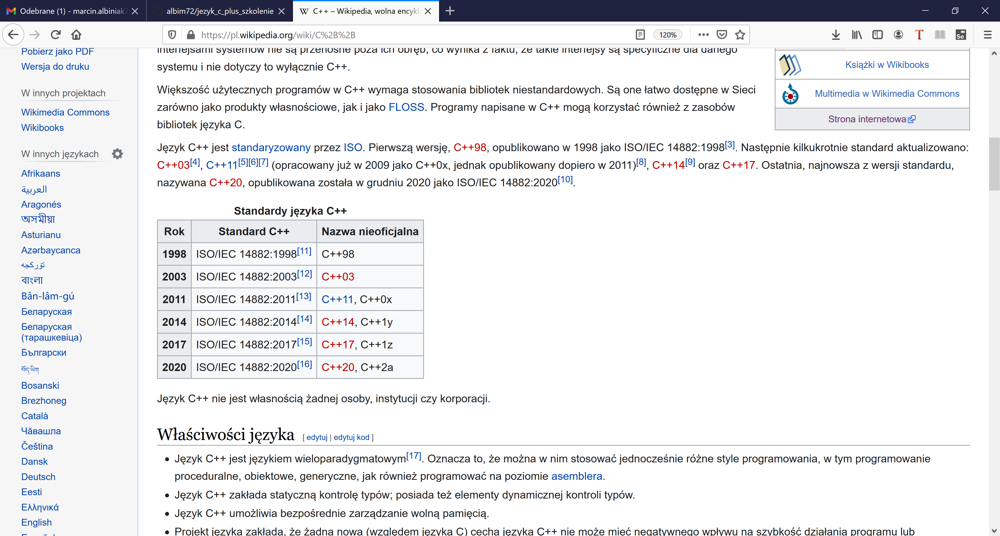 Odebrane (1) - marcin.albiniak7
albim72/jezyk_c_plus_szkolenie
W C++ – Wikipedia, wolna encykl
https://pl.wikipedia.org/wiki/C%2B%2B
120%
T
Se
Pobierz jako PDF
Wersja do druku
W innych projektach
Wikimedia Commons
Wikibooks
W innych językach
Afrikaans
العربية
Aragonés
অসমীয়া
Asturianu
Azərbaycanca
تۆرکجه
বাংলা
Bân-lâm-gú
Беларуская
Беларуская
(тарашкевіца)
Български
བོད་ཡིག
Bosanski
Brezhoneg
Català
Чӑвашла
Čeština
Dansk
Deutsch
Eesti
Ελληνικά
English
interfejsami systemów nie są przenośne poza ich obręb, co wynika z faktu, że takie interfejsy są specyficzne dla danego
systemu i nie dotyczy to wyłącznie C++.
Większość użytecznych programów w C++ wymaga stosowania bibliotek niestandardowych. Są one łatwo dostępne w Sieci
zarówno jako produkty własnościowe, jak i jako FLOSS. Programy napisane w C++ mogą korzystać również z zasobów
bibliotek języka C.
Książki w Wikibooks
Multimedia w Wikimedia Commons
Strona internetowa
Język C++ jest standaryzowany przez ISO. Pierwszą wersję, C++98, opublikowano w 1998 jako ISO/IEC 14882:1998[3]. Następnie kilkukrotnie standard aktualizowano:
C++03[4], C++11[5][6][7] (opracowany już w 2009 jako C++0x, jednak opublikowany dopiero w 2011)[8], C++14[9] oraz C++17. Ostatnia, najnowsza z wersji standardu,
nazywana C++20, opublikowana została w grudniu 2020 jako ISO/IEC 14882:2020[10].
Standardy języka C++
Rok Standard C++ Nazwa nieoficjalna
1998 ISO/IEC 14882:1998[11] C++98
2003 ISO/IEC 14882:2003[12] C++03
2011 ISO/IEC 14882:2011[13] C++11, C++0x
2014 ISO/IEC 14882:2014[14] C++14, C++1y
2017 ISO/IEC 14882:2017[15] C++17, C++1z
2020 ISO/IEC 14882:2020[16] C++20, C++2a
Język C++ nie jest własnością żadnej osoby, instytucji czy korporacji.
Właściwości języka [ edytuj | edytuj kod ]
• Język C++ jest językiem wieloparadygmatowym[17]. Oznacza to, że można w nim stosować jednocześnie różne style programowania, w tym programowanie
proceduralne, obiektowe, generyczne, jak również programować na poziomie asemblera.
• Język C++ zakłada statyczną kontrolę typów; posiada też elementy dynamicznej kontroli typów.
• Język C++ umożliwia bezpośrednie zarządzanie wolną pamięcią.
• Projekt języka zakłada, że żadna nowa (względem języka C) cecha języka C++ nie może mieć negatywnego wpływu na szybkość działania programu lub